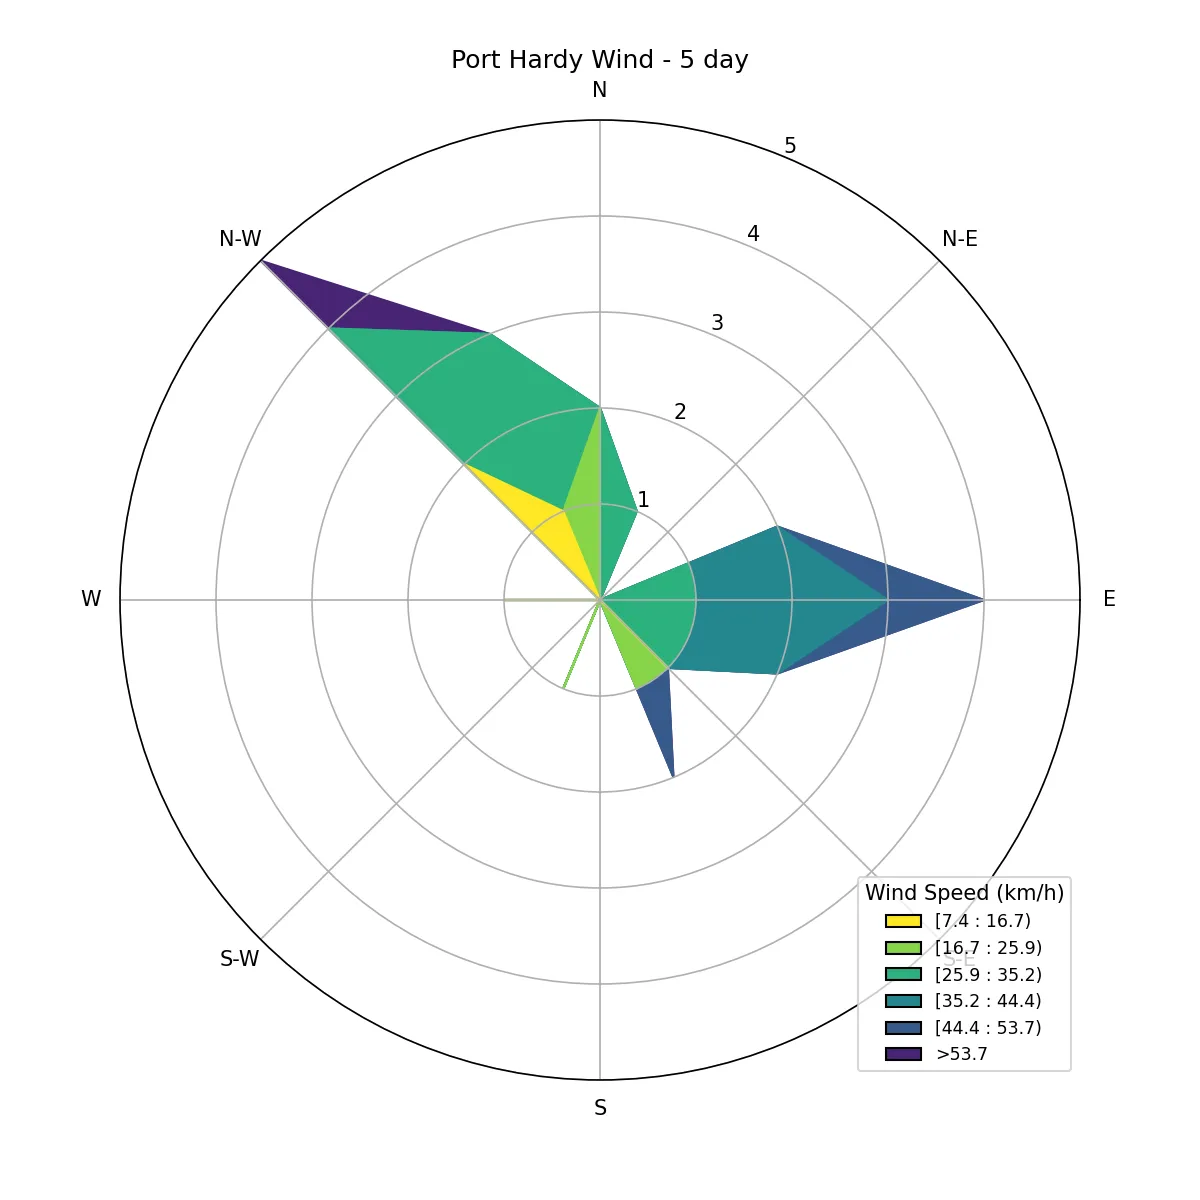 Port Hardy Wind - 5 day
N
5
N-W
4
N-E
3
2
1
W
E
S-W
S-E
S
Wind Speed (km/h)
[7.4 : 16.7)
[16.7 : 25.9)
[25.9 : 35.2)
[35.2 : 44.4)
[44.4 : 53.7)
>53.7